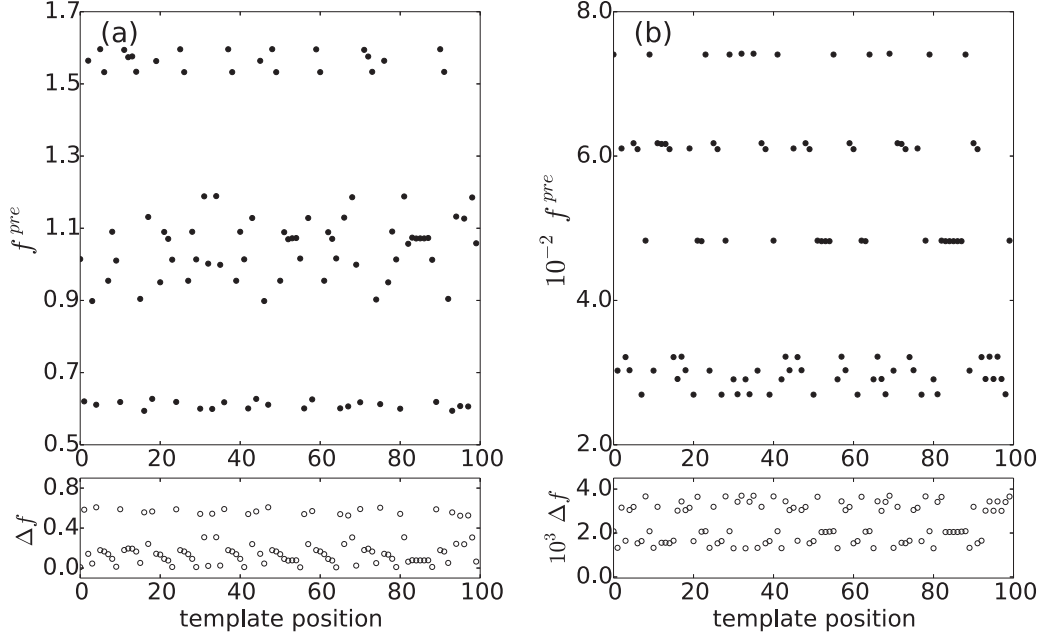 (a)
1.7
1.5
1.3
1.1
0.9
0.7
0.5
f^{pre}
0 20 40 60 80 100
0.8
0.4
0.0
Δf
0 20 40 60 80 100
template position
(b)
8.0
6.0
4.0
2.0
10^{-2} f^{pre}
0 20 40 60 80 100
4.0
2.0
0.0
10^3 Δf
0 20 40 60 80 100
template position